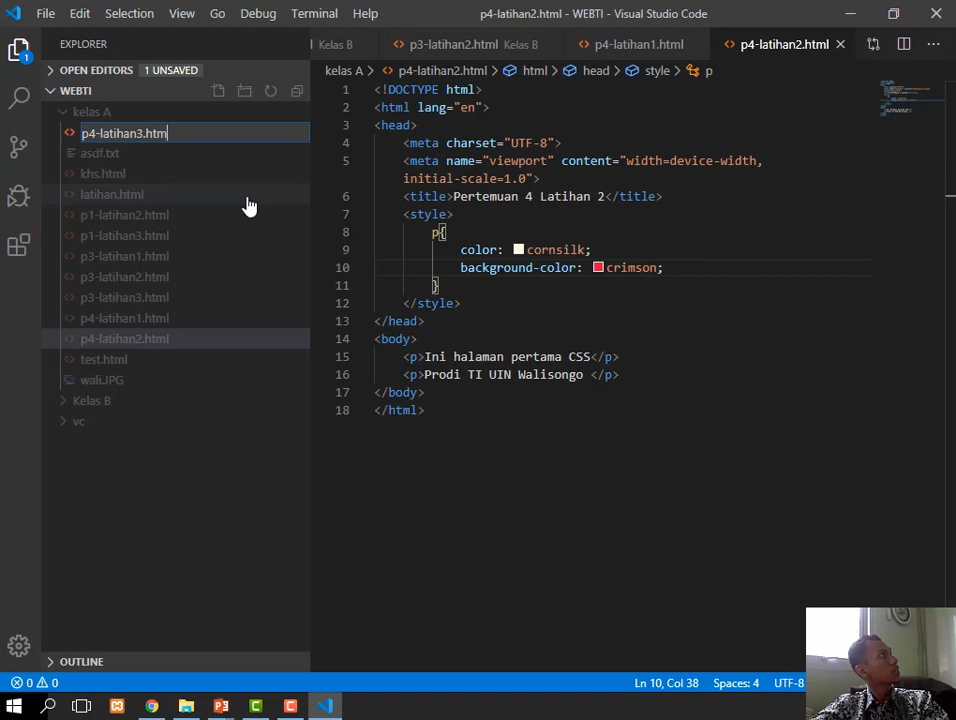 File Edit Selection View Go Debug Terminal Help p4-latihan2.html - WEBTI - Visual Studio Code
EXPLORER
1
OPEN EDITORS 1 UNSAVED
WEBTI
kelas A
p4-latihan3.htm
asdf.txt
khs.html
latihan.html
p1-latihan2.html
p1-latihan3.html
p3-latihan1.html
p3-latihan2.html
p3-latihan3.html
p4-latihan1.html
p4-latihan2.html
test.html
wali.JPG
Kelas B
vc
OUTLINE
Kelas B p3-latihan2.html Kelas B p4-latihan1.html p4-latihan2.html
kelas A > p4-latihan2.html > html > head > style > p
1 <!DOCTYPE html>
2 <html lang="en">
3 <head>
4 <meta charset="UTF-8">
5 <meta name="viewport" content="width=device-width,
initial-scale=1.0">
6 <title>Pertemuan 4 Latihan 2</title>
7 <style>
8 p{
9 color: cornsilk;
10 background-color: crimson;
11 }
12 </style>
13 </head>
14 <body>
15 <p>Ini halaman pertama CSS</p>
16 <p>Prodi TI UIN Walisongo </p>
17 </body>
18 </html>
0 0 Ln 10, Col 38 Spaces: 4 UTF-8